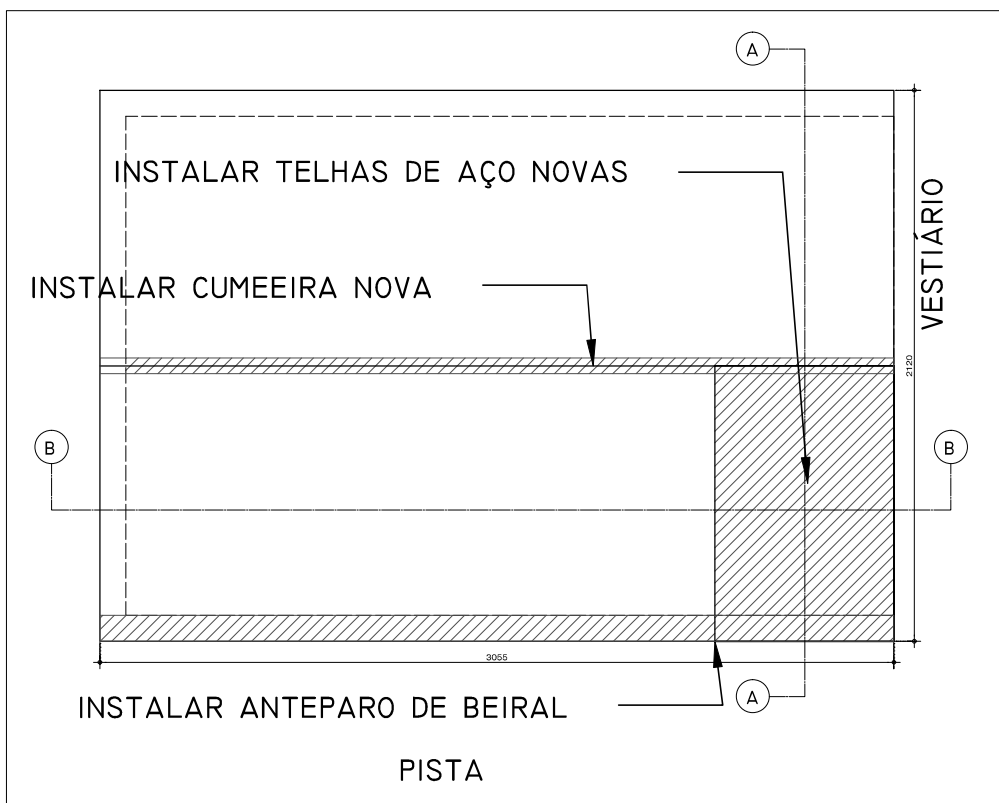 A
INSTALAR TELHAS DE AÇO NOVAS
VESTIÁRIO
INSTALAR CUMEEIRA NOVA
2120
B
B
3055
INSTALAR ANTEPARO DE BEIRAL
A
PISTA